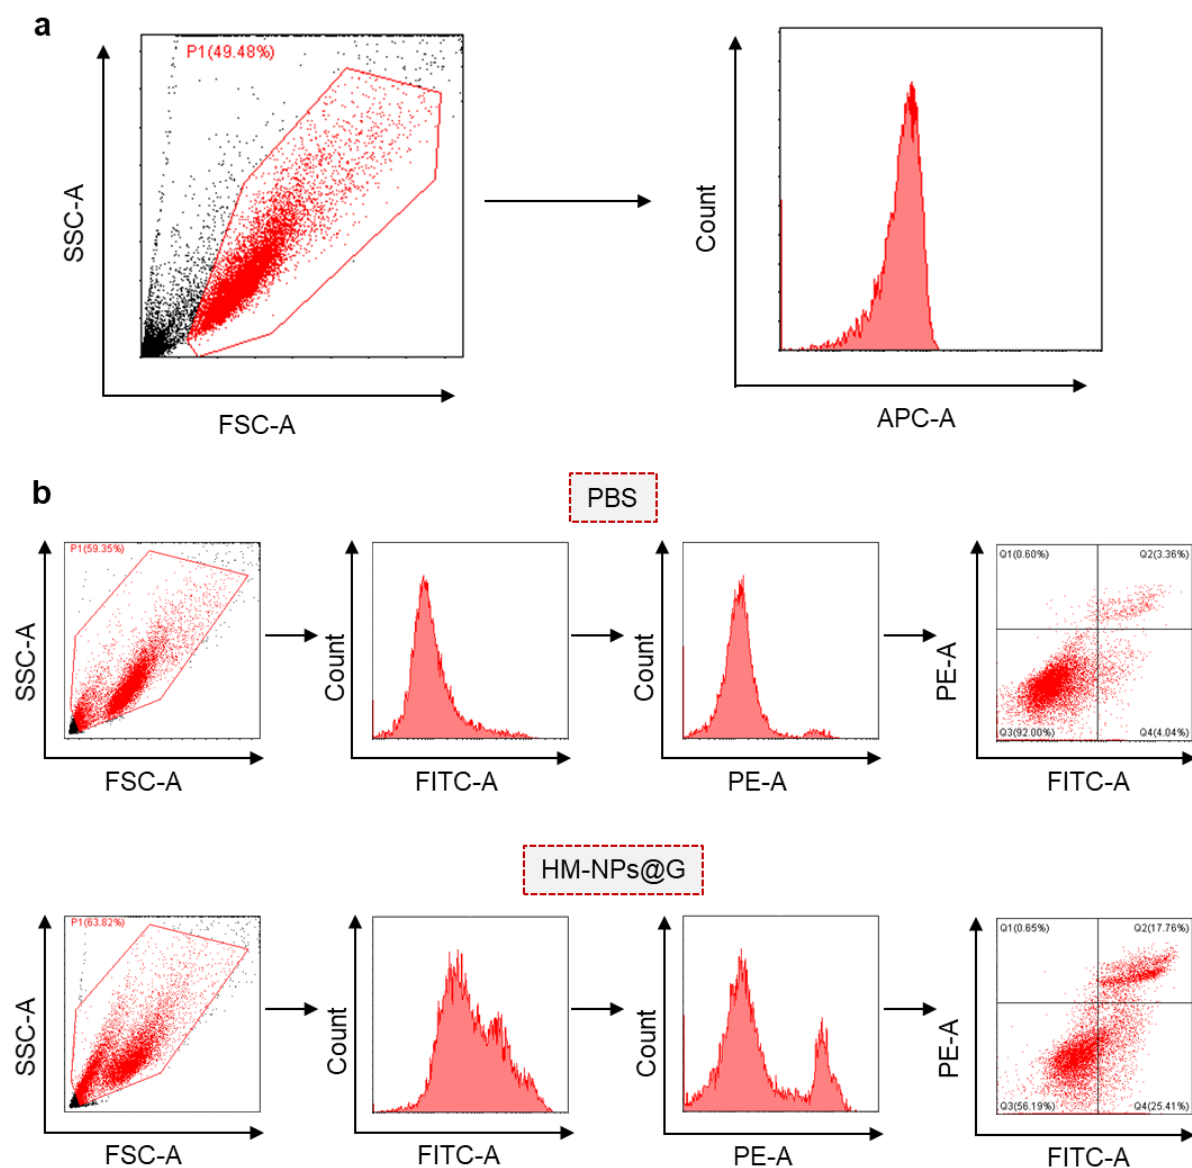 a
P1(49.48%)
SSC-A
FSC-A
Count
APC-A
b
PBS
P1(59.35%)
SSC-A
FSC-A
Count
FITC-A
Count
PE-A
Q1(0.60%)
Q2(3.36%)
Q3(92.00%)
Q4(4.04%)
PE-A
FITC-A
HM-NPs@G
P1(63.82%)
SSC-A
FSC-A
Count
FITC-A
Count
PE-A
Q1(0.65%)
Q2(17.76%)
Q3(56.19%)
Q4(25.41%)
PE-A
FITC-A